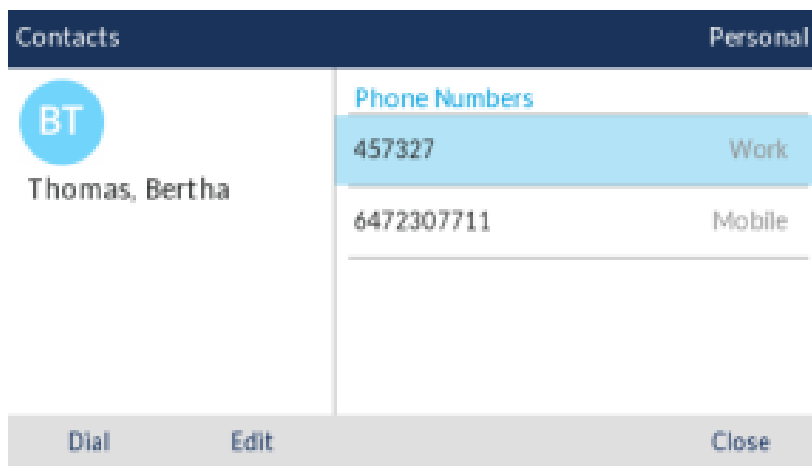 Contacts Personal
BT
Thomas, Bertha
Phone Numbers
457327 Work
6472307711 Mobile
Dial Edit Close